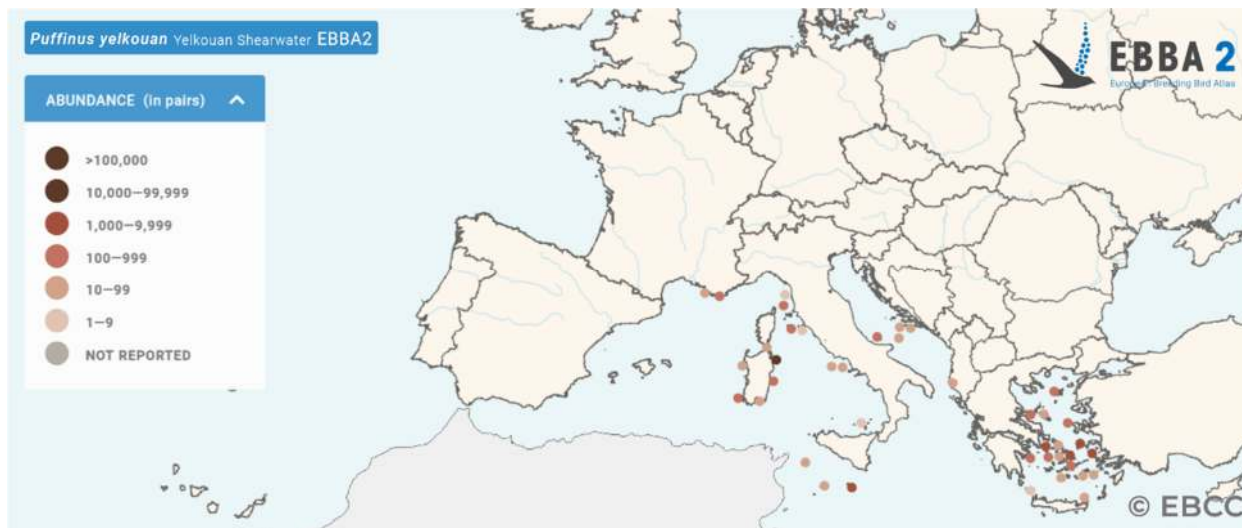 Puffinus yelkouan Yelkouan Shearwater EBBA2
ABUNDANCE (in pairs)
>100,000
10,000–99,999
1,000–9,999
100–999
10–99
1–9
NOT REPORTED
EBBA 2
European Breeding Bird Atlas
© EBCC